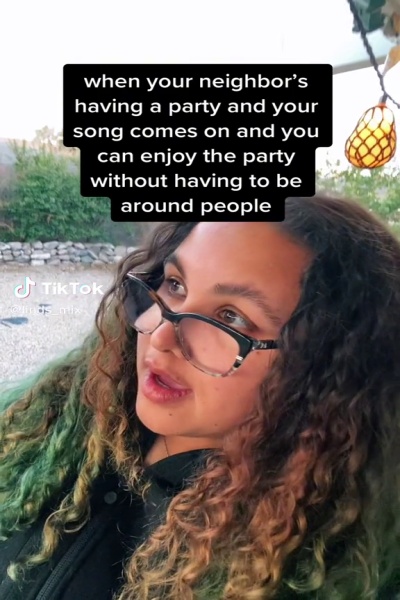 when your neighbor's
having a party and your
song comes on and you
can enjoy the party
without having to be
around people
TikTok